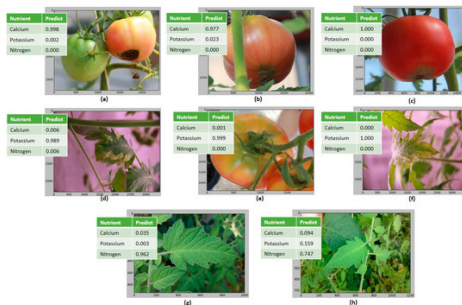 Nutrient Predict
Calcium 0.998
Potassium 0.002
Nitrogen 0.000
(a)
Nutrient Predict
Calcium 0.977
Potassium 0.023
Nitrogen 0.000
(b)
Nutrient Predict
Calcium 1.000
Potassium 0.000
Nitrogen 0.000
(c)
Nutrient Predict
Calcium 0.006
Potassium 0.989
Nitrogen 0.006
(d)
Nutrient Predict
Calcium 0.001
Potassium 0.999
Nitrogen 0.000
(e)
Nutrient Predict
Calcium 0.000
Potassium 1.000
Nitrogen 0.000
(f)
Nutrient Predict
Calcium 0.035
Potassium 0.003
Nitrogen 0.962
(g)
Nutrient Predict
Calcium 0.094
Potassium 0.159
Nitrogen 0.747
(h)